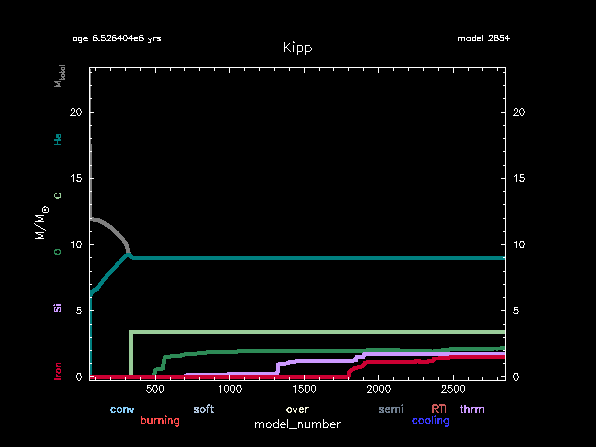 age 6.526404e6 yrs
model 2854
Kipp
M_total
He
C
O
Si
Iron
M/M☉
20 20
15 15
10 10
5 5
0 0
500 1000 1500 2000 2500
conv soft over semi RTI thrm
burning cooling
model_number